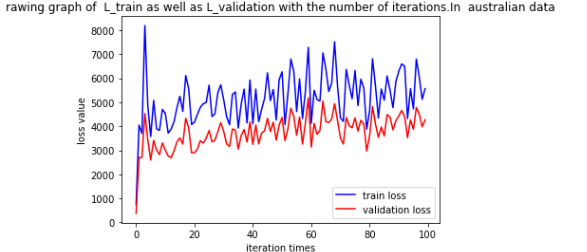 rawing graph of L_train as well as L_validation with the number of iterations.In australian data
8000
7000
6000
5000
4000
3000
2000
1000
0
loss value
train loss
validation loss
0 20 40 60 80 100
iteration times